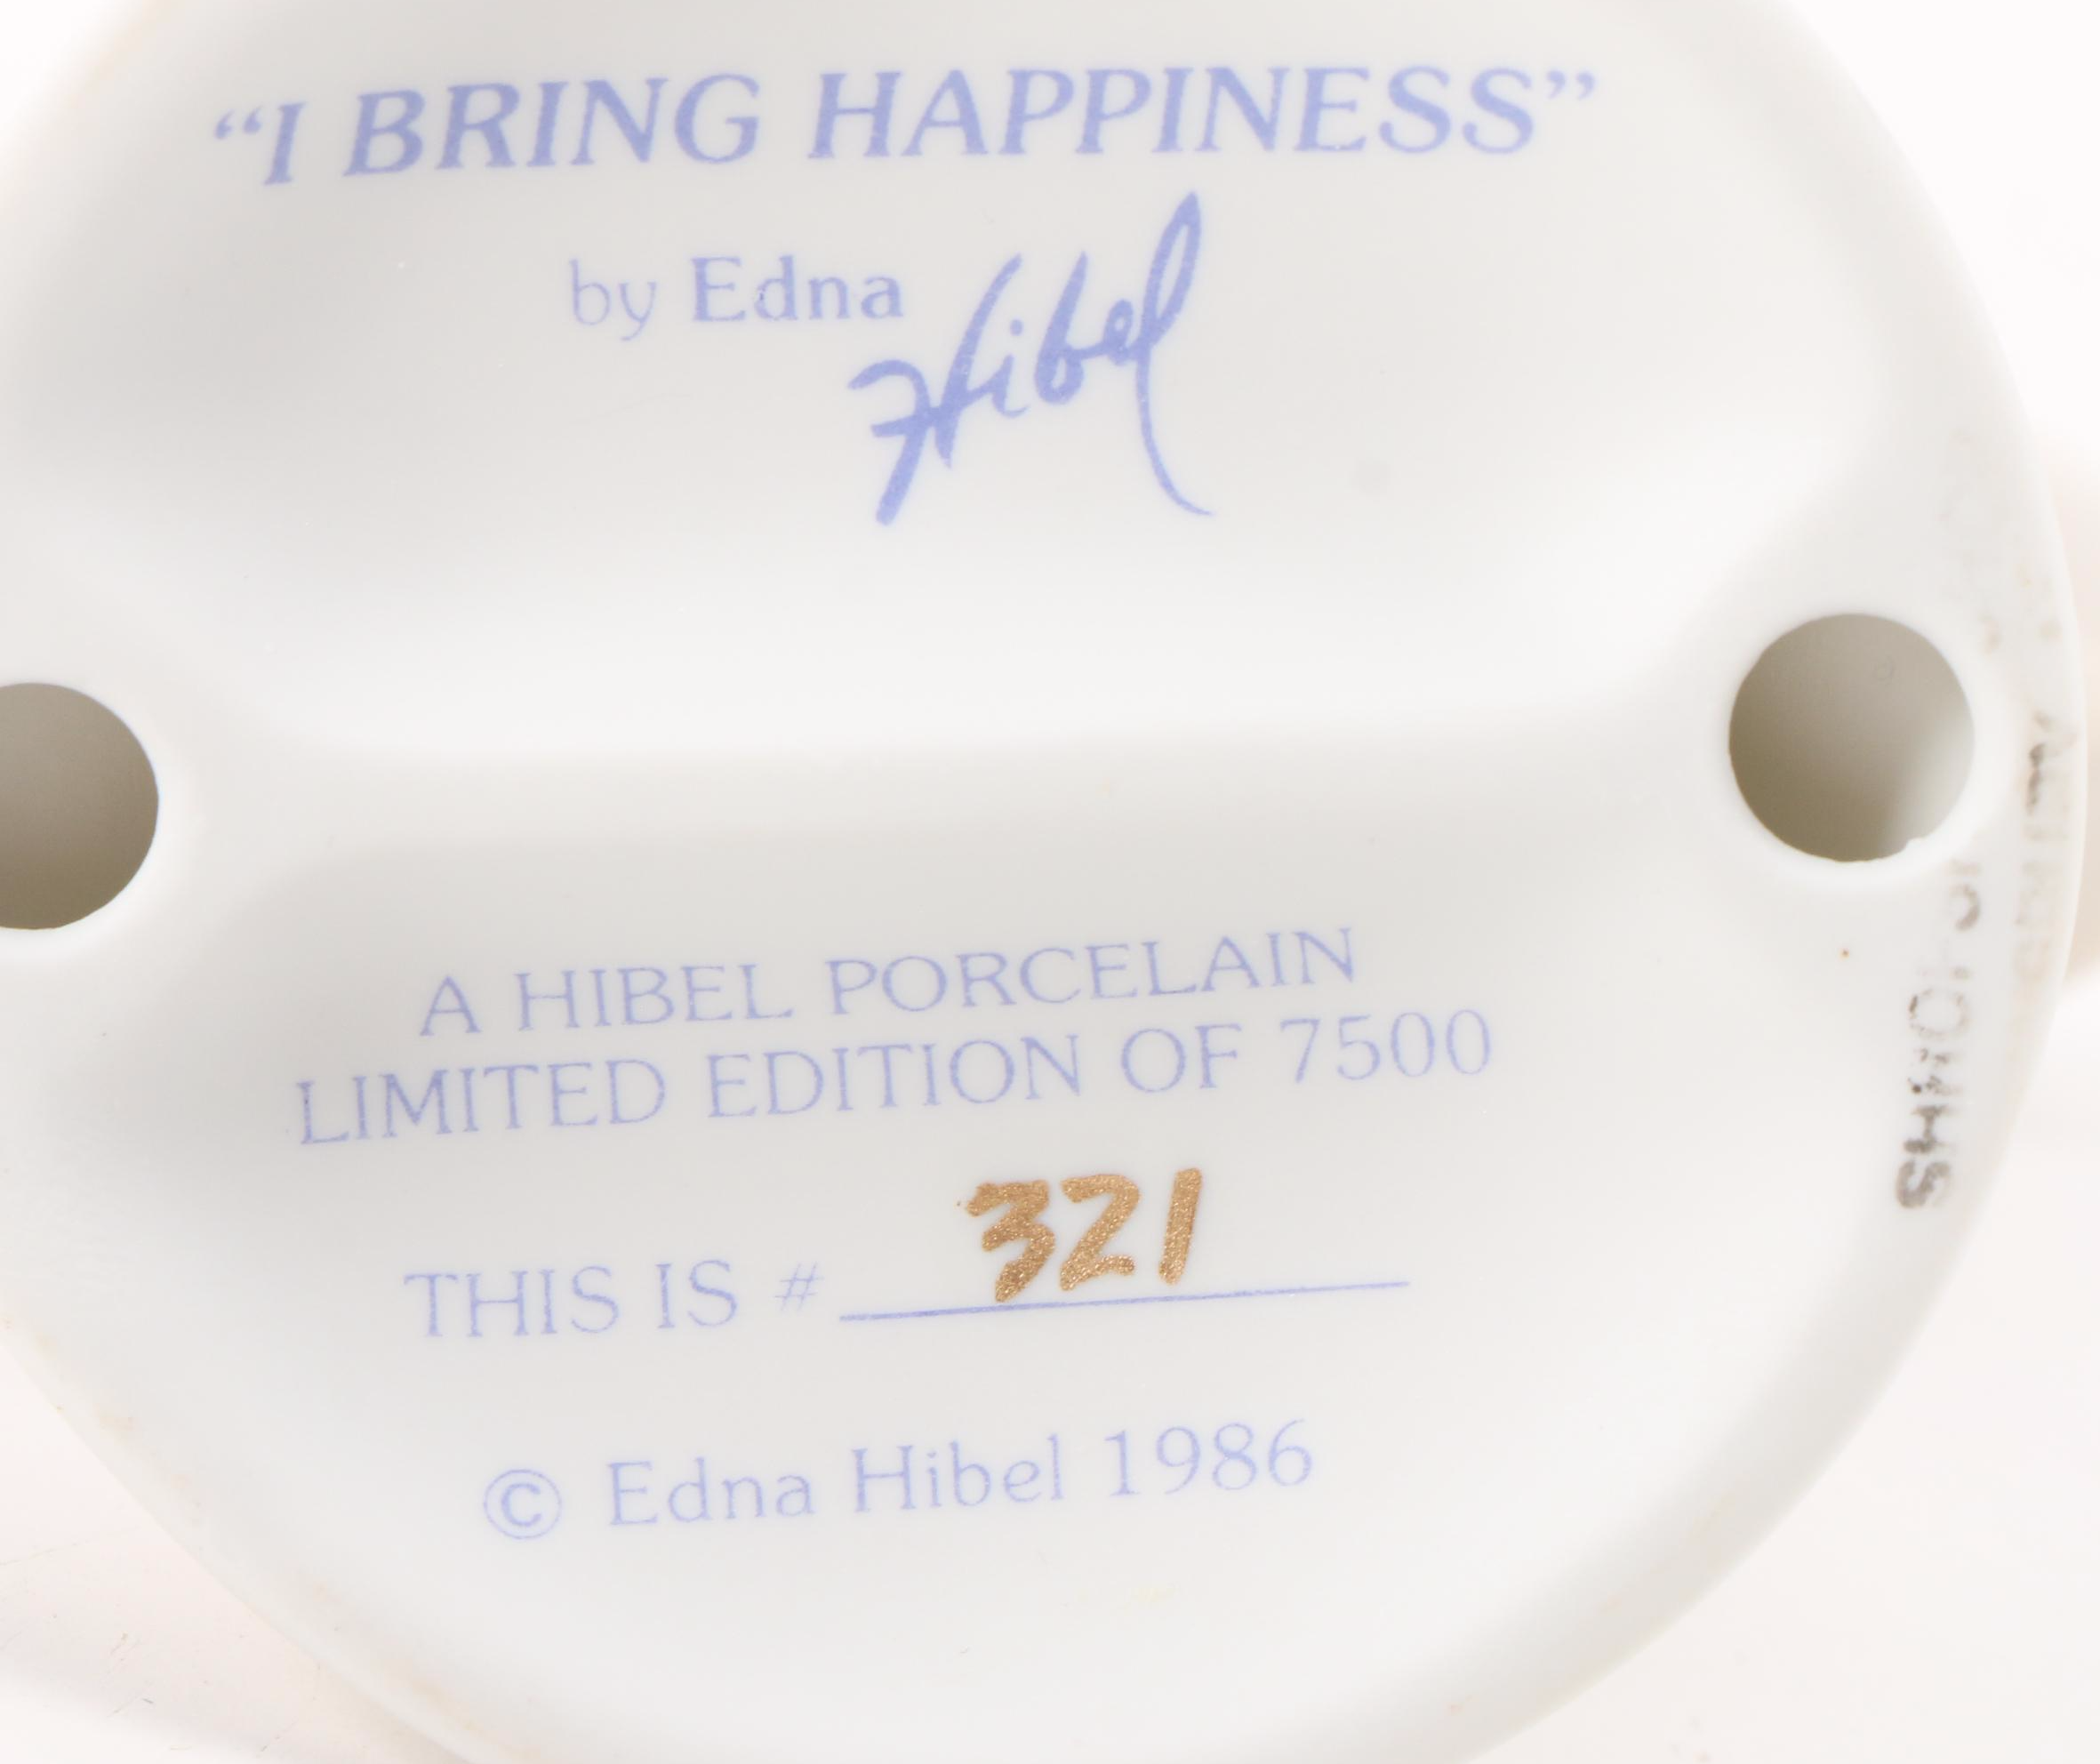 “I BRING HAPPINESS”
by Edna Hibel
A HIBEL PORCELAIN
LIMITED EDITION OF 7500
THIS IS # 321
© Edna Hibel 1986